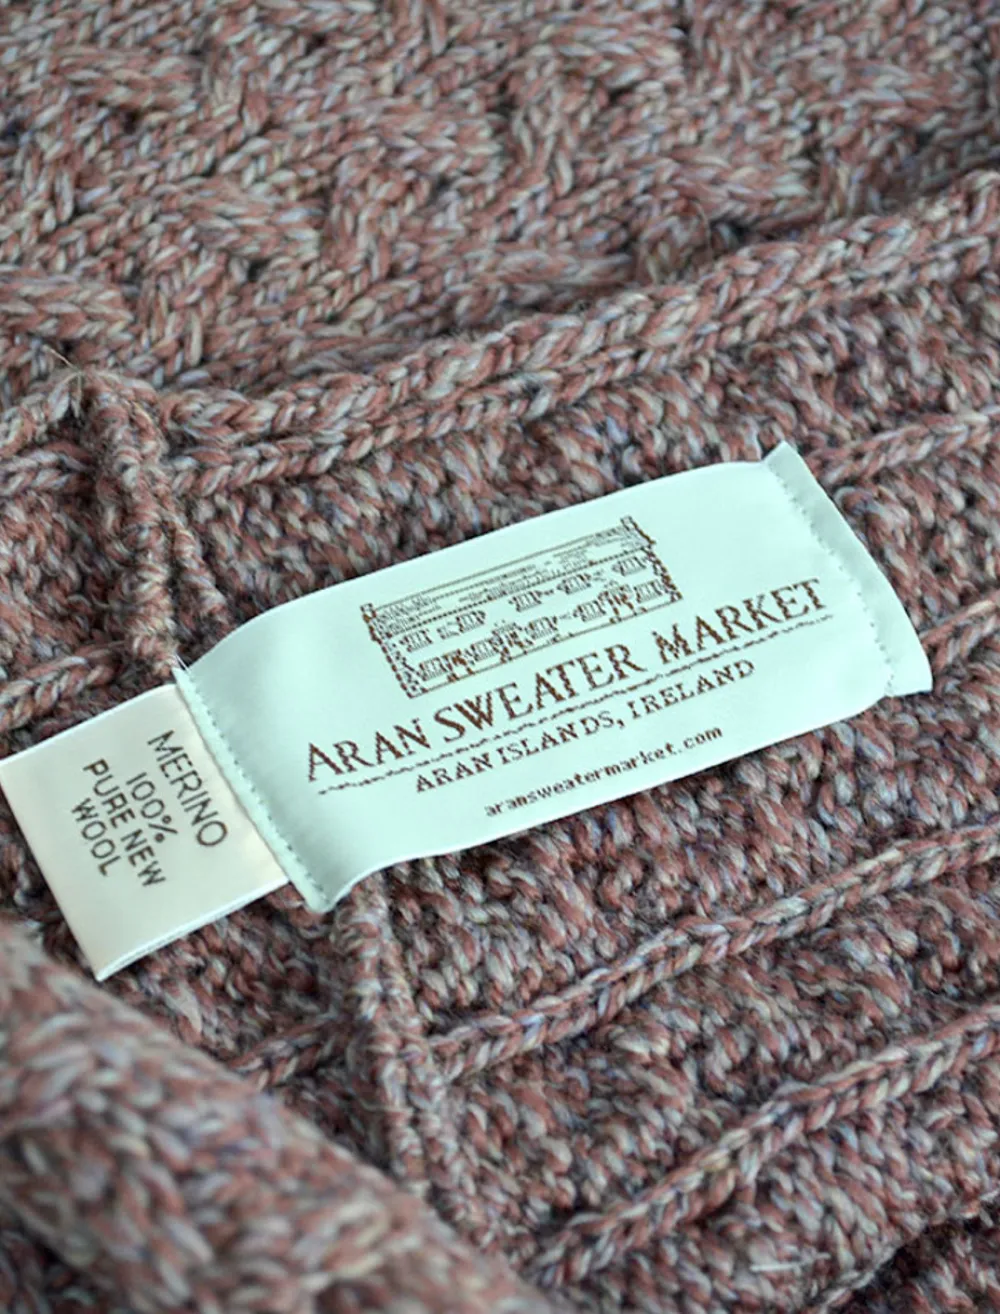 ARAN SWEATER MARKET
ARAN ISLANDS, IRELAND
aransweatermarket.com
MERINO
100%
PURE NEW
WOOL